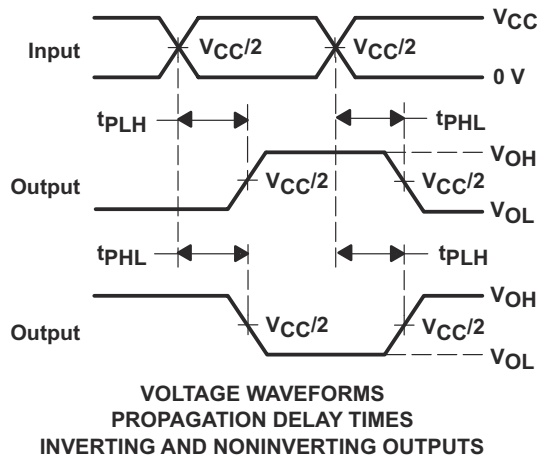 VCC
Input
VCC/2
VCC/2
0 V
tPLH
tPHL
VOH
Output
VCC/2
VCC/2
VOL
tPHL
tPLH
VOH
Output
VCC/2
VCC/2
VOL
VOLTAGE WAVEFORMS
PROPAGATION DELAY TIMES
INVERTING AND NONINVERTING OUTPUTS